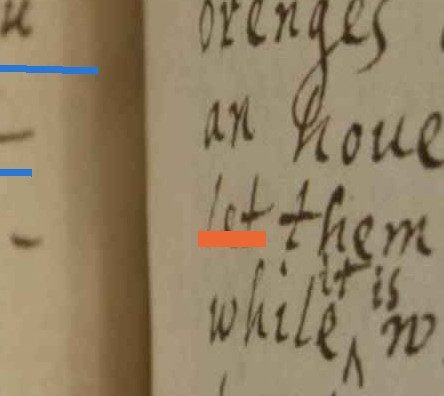 orenges
an houe
let them
while ^ it is w